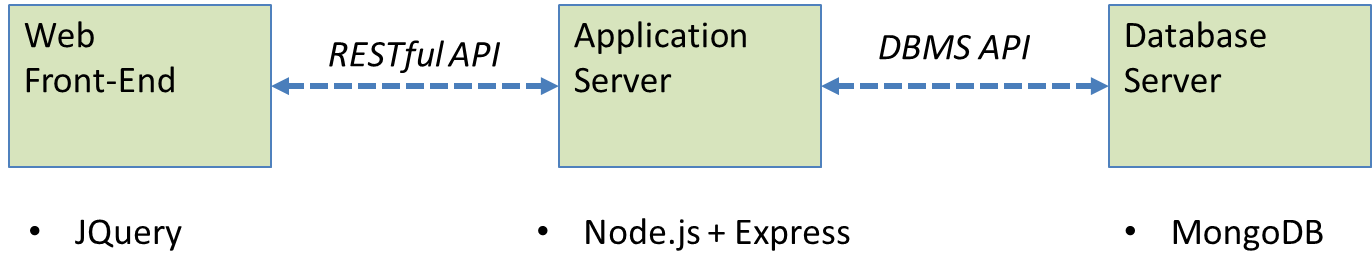 Web
Front-End
RESTful API
Application
Server
DBMS API
Database
Server
• JQuery
• Node.js + Express
• MongoDB